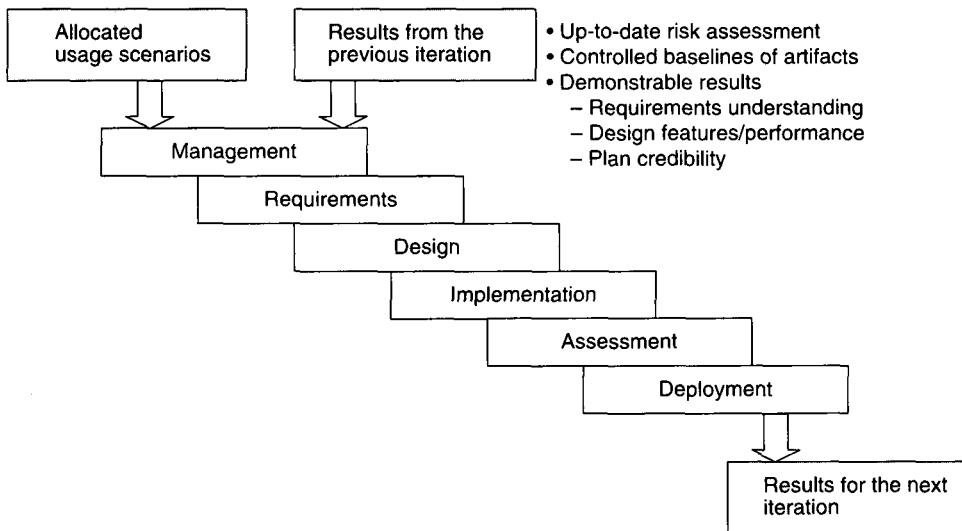 Allocated
usage scenarios
Results from the
previous iteration
• Up-to-date risk assessment
• Controlled baselines of artifacts
• Demonstrable results
– Requirements understanding
– Design features/performance
– Plan credibility
Management
Requirements
Design
Implementation
Assessment
Deployment
Results for the next
iteration